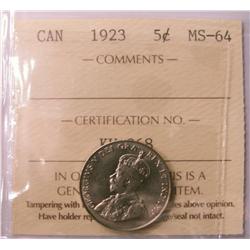 CAN 1923 5¢ MS-64
— COMMENTS —
— CERTIFICATION NO. —
IN O THIS IS A
GEN ITEM.
Tampering with above opinion.
Have holder rep /seal not intact.